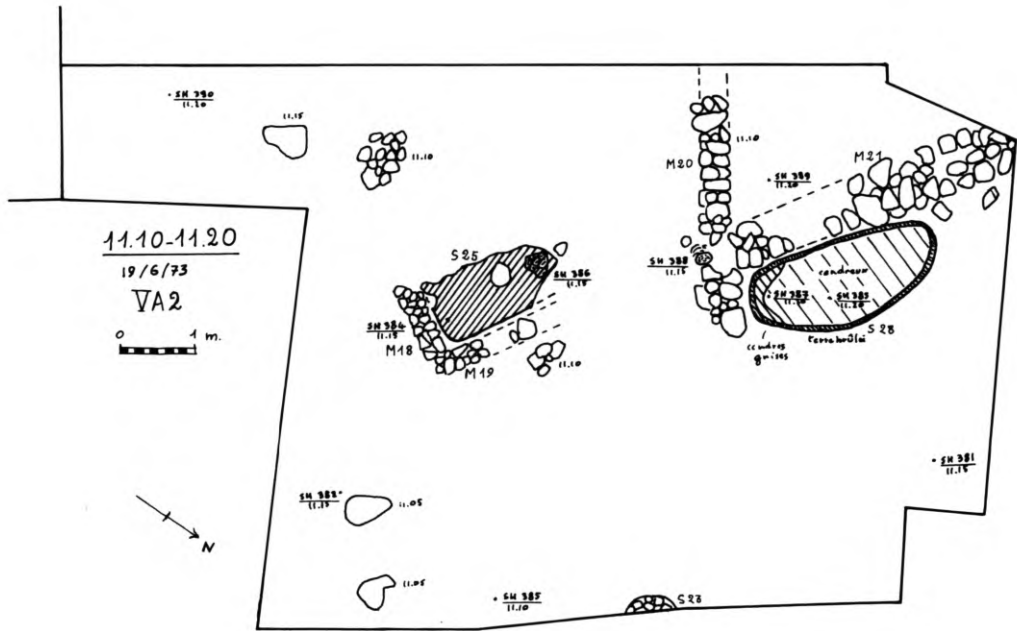 SH 380
11.20
11.15
11.10
11.10
M20
M21
SH 389
11.20
11.10-11.20
19/6/73
VA2
0 1 m.
S25
SH 386
11.15
SH 388
11.15
cendreux
SH 387
11.20
SH 383
11.20
S 28
terre brûlée
cendres
grises
SH 384
11.15
M18
M19
11.10
SH 381
11.15
SH 382
11.15
11.05
N
11.05
SH 385
11.10
S23